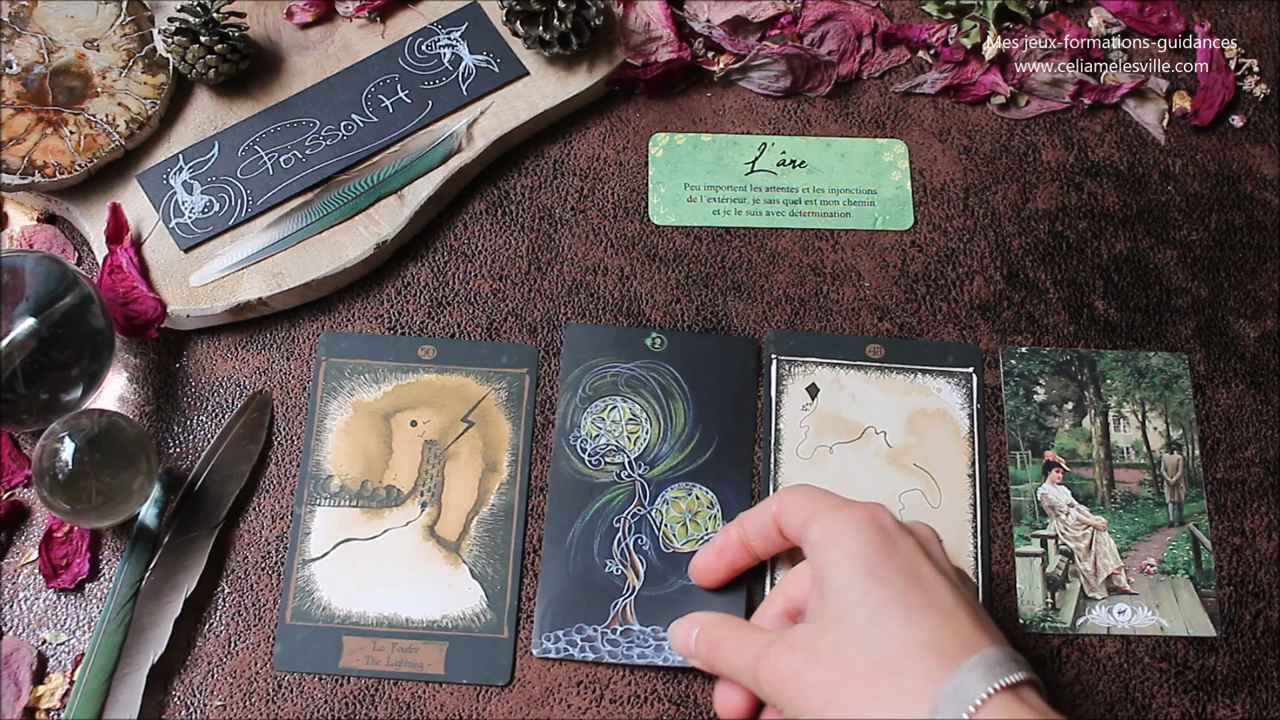 Mes jeux-formations-guidances
www.celiamelesville.com
POISSON H
L'âne
Peu importent les attentes et les injonctions
de l'extérieur, je sais quel est mon chemin
et je le suis avec détermination.
50
2
48
La Foudre
- The Lightning -